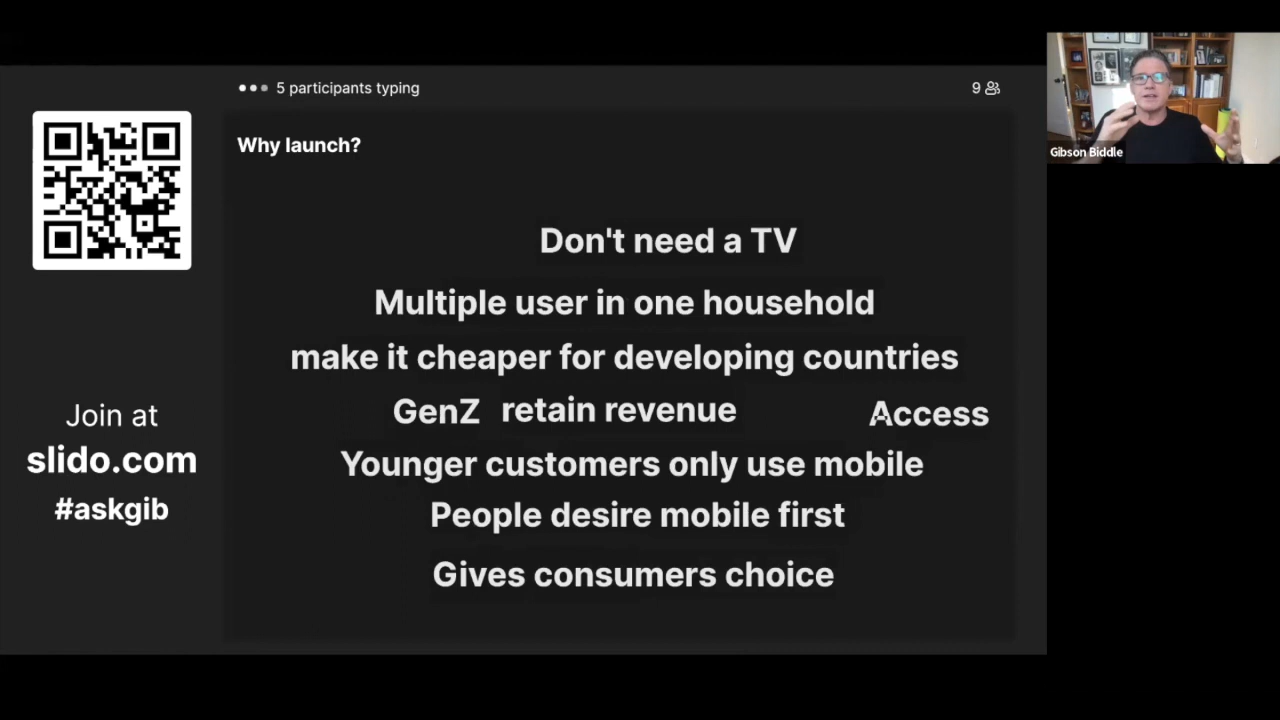 5 participants typing
9
Why launch?
Don't need a TV
Multiple user in one household
make it cheaper for developing countries
GenZ retain revenue Access
Younger customers only use mobile
People desire mobile first
Gives consumers choice
Join at
slido.com
#askgib
Gibson Biddle